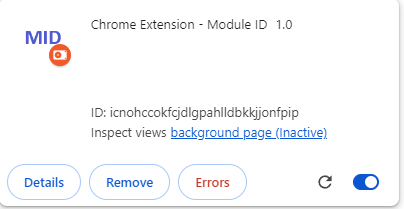 Chrome Extension - Module ID 1.0
MID
ID: icnohccokfcjdlgpahlldbkkjjonfpip
Inspect views background page (Inactive)
Details Remove Errors